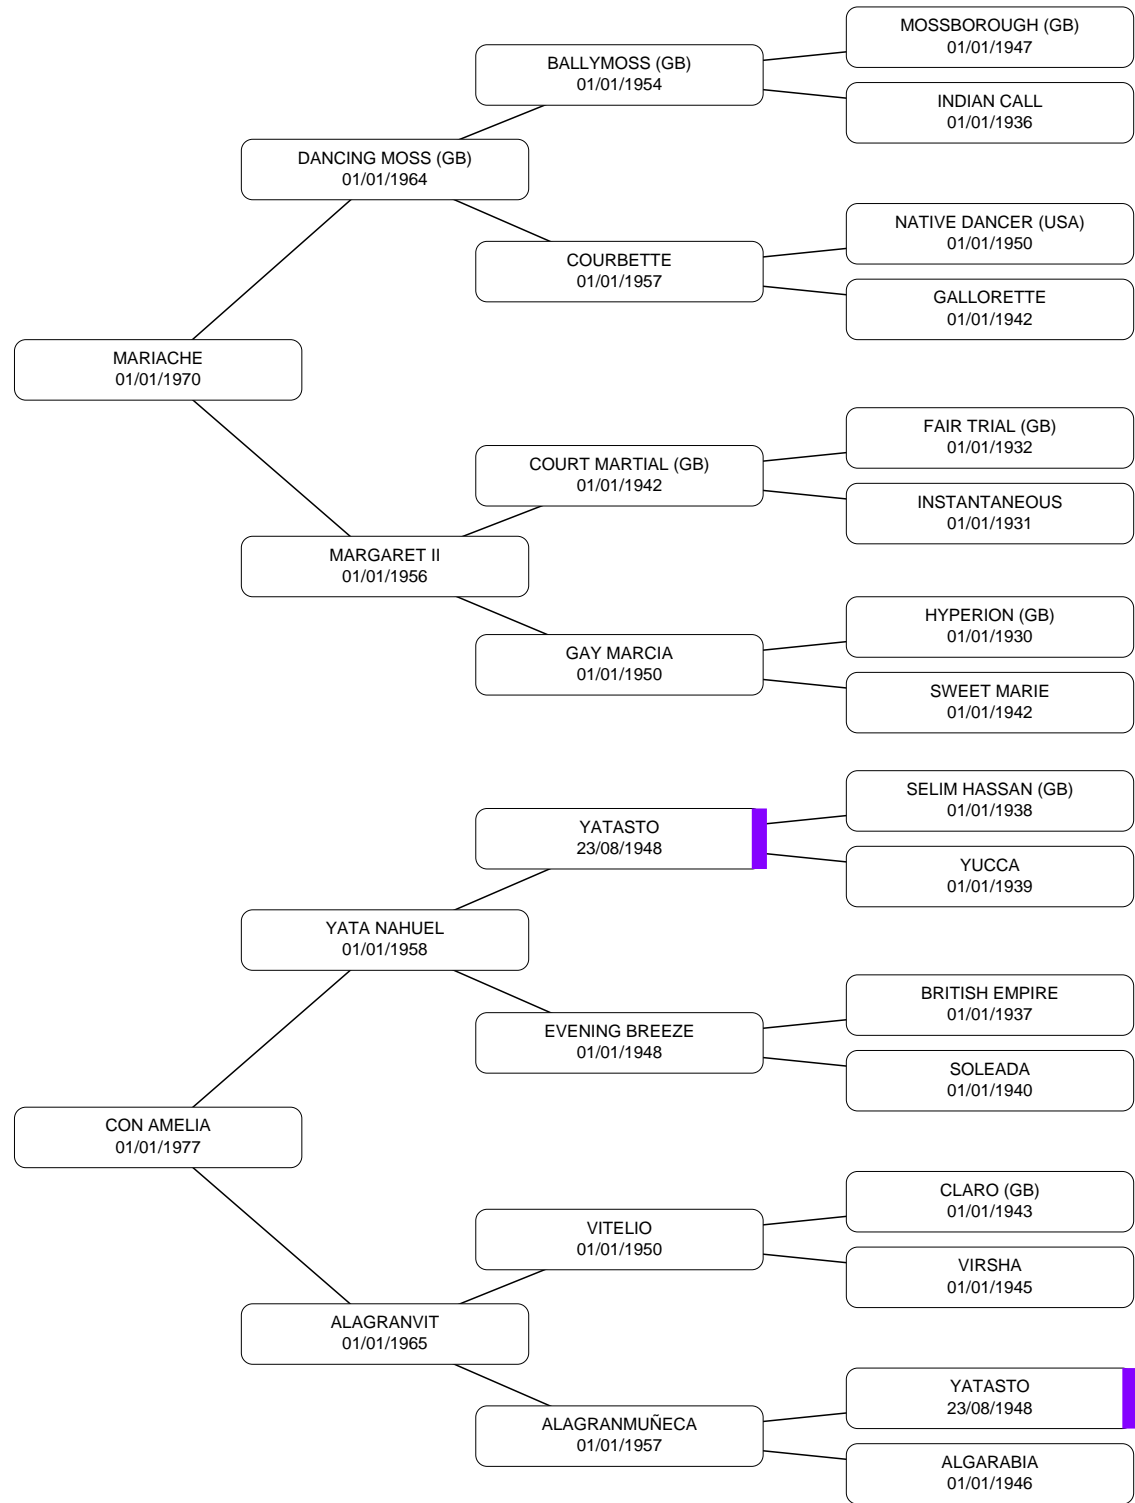 MOSSBOROUGH (GB)
01/01/1947
BALLYMOSS (GB)
01/01/1954
INDIAN CALL
01/01/1936
DANCING MOSS (GB)
01/01/1964
NATIVE DANCER (USA)
01/01/1950
COURBETTE
01/01/1957
GALLORETTE
01/01/1942
MARIACHE
01/01/1970
FAIR TRIAL (GB)
01/01/1932
COURT MARTIAL (GB)
01/01/1942
INSTANTANEOUS
01/01/1931
MARGARET II
01/01/1956
HYPERION (GB)
01/01/1930
GAY MARCIA
01/01/1950
SWEET MARIE
01/01/1942
SELIM HASSAN (GB)
01/01/1938
YATASTO
23/08/1948
YUCCA
01/01/1939
YATA NAHUEL
01/01/1958
BRITISH EMPIRE
01/01/1937
EVENING BREEZE
01/01/1948
SOLEADA
01/01/1940
CON AMELIA
01/01/1977
CLARO (GB)
01/01/1943
VITELIO
01/01/1950
VIRSHA
01/01/1945
ALAGRANVIT
01/01/1965
YATASTO
23/08/1948
ALAGRANMUÑECA
01/01/1957
ALGARABIA
01/01/1946